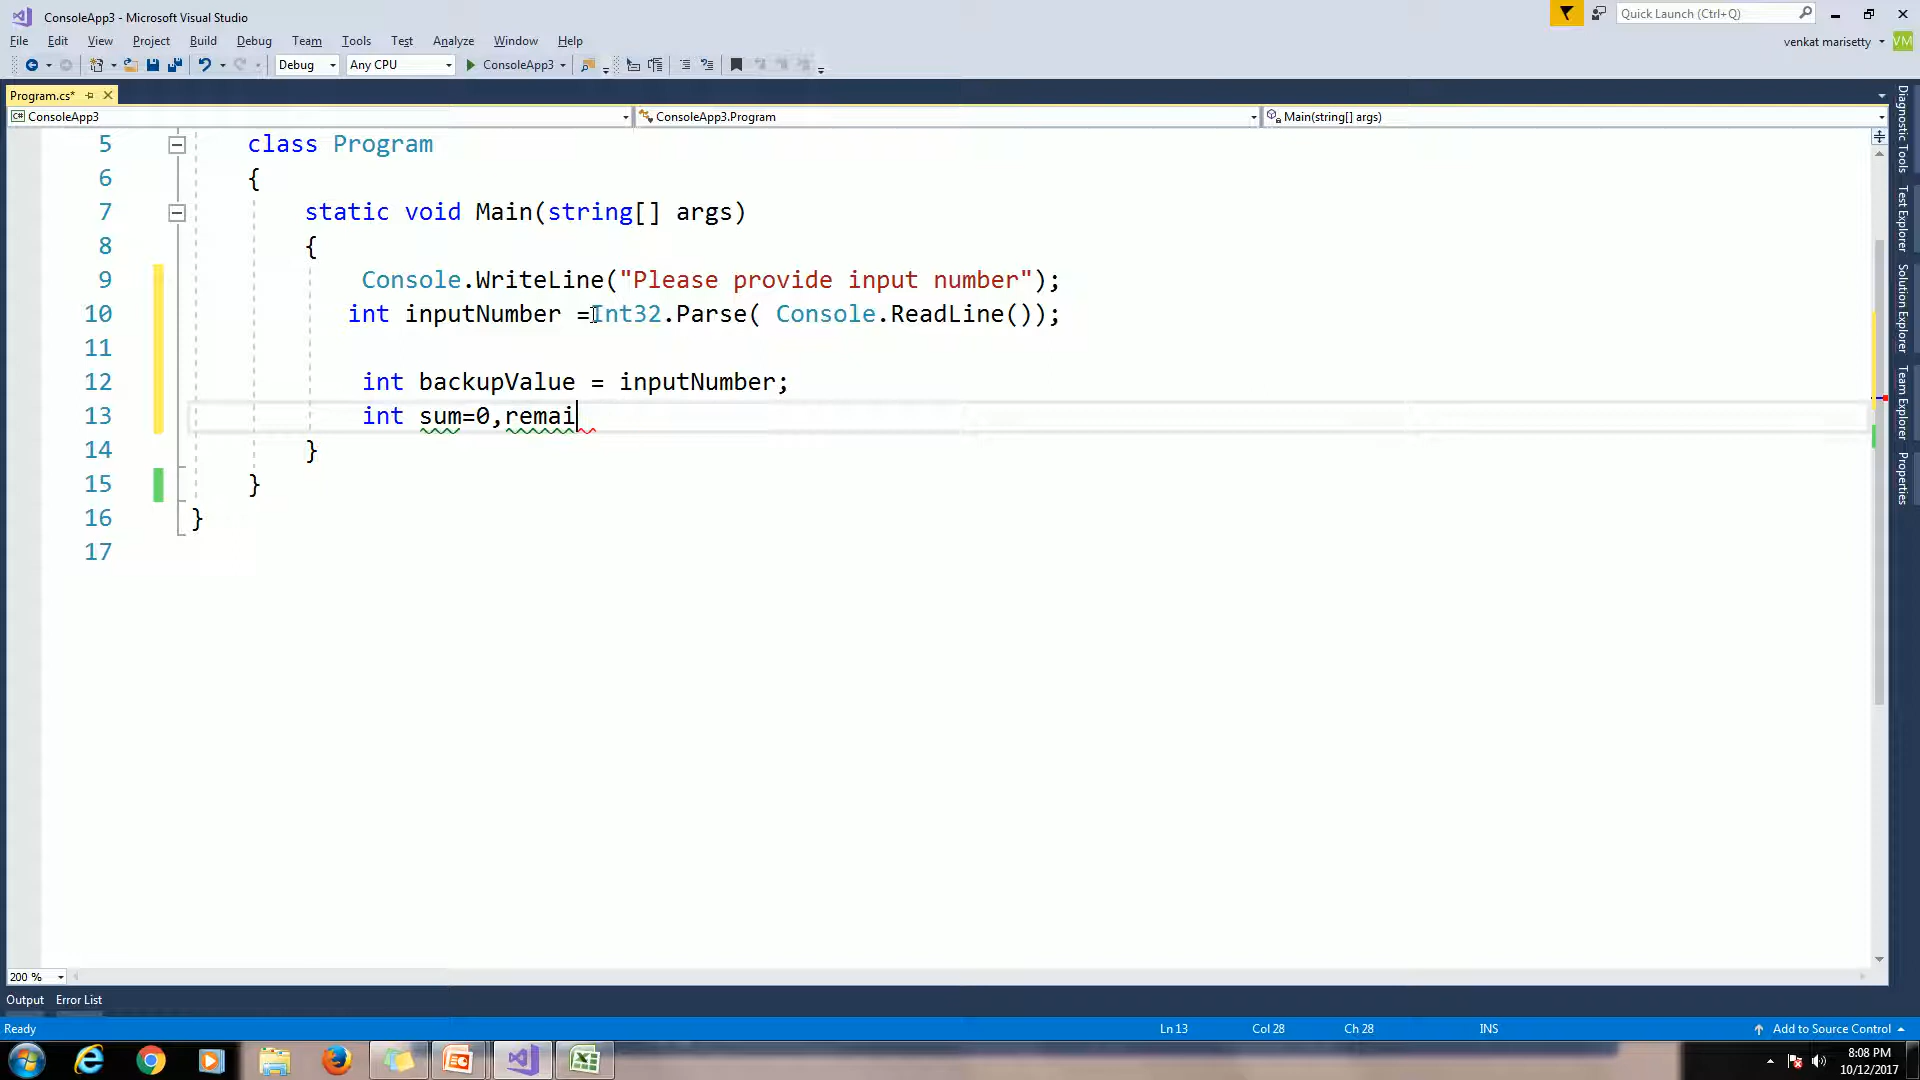 ConsoleApp3 - Microsoft Visual Studio
Quick Launch (Ctrl+Q)
File Edit View Project Build Debug Team Tools Test Analyze Window Help
venkat marisetty VM
Debug Any CPU ConsoleApp3
Program.cs*
C# ConsoleApp3 ConsoleApp3.Program Main(string[] args)
5 class Program
6 {
7 static void Main(string[] args)
8 {
9 Console.WriteLine("Please provide input number");
10 int inputNumber =Int32.Parse( Console.ReadLine());
11
12 int backupValue = inputNumber;
13 int sum=0,remai
14 }
15 }
16 }
17
Diagnostic Tools
Test Explorer
Solution Explorer
Team Explorer
Properties
200 %
Output Error List
Ready Ln 13 Col 28 Ch 28 INS Add to Source Control
8:08 PM
10/12/2017